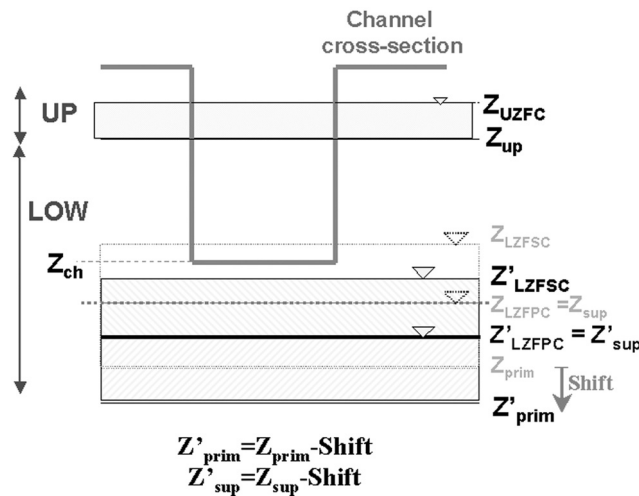 Channel
cross-section
UP
Z_UZFC
Z_up
LOW
Z_LZFSC
Z_ch
Z'_LZFSC
Z_LZFPC =Z_sup
Z'_LZFPC = Z'_sup
Z_prim
Shift
Z'_prim
Z'_prim=Z_prim-Shift
Z'_sup=Z_sup-Shift